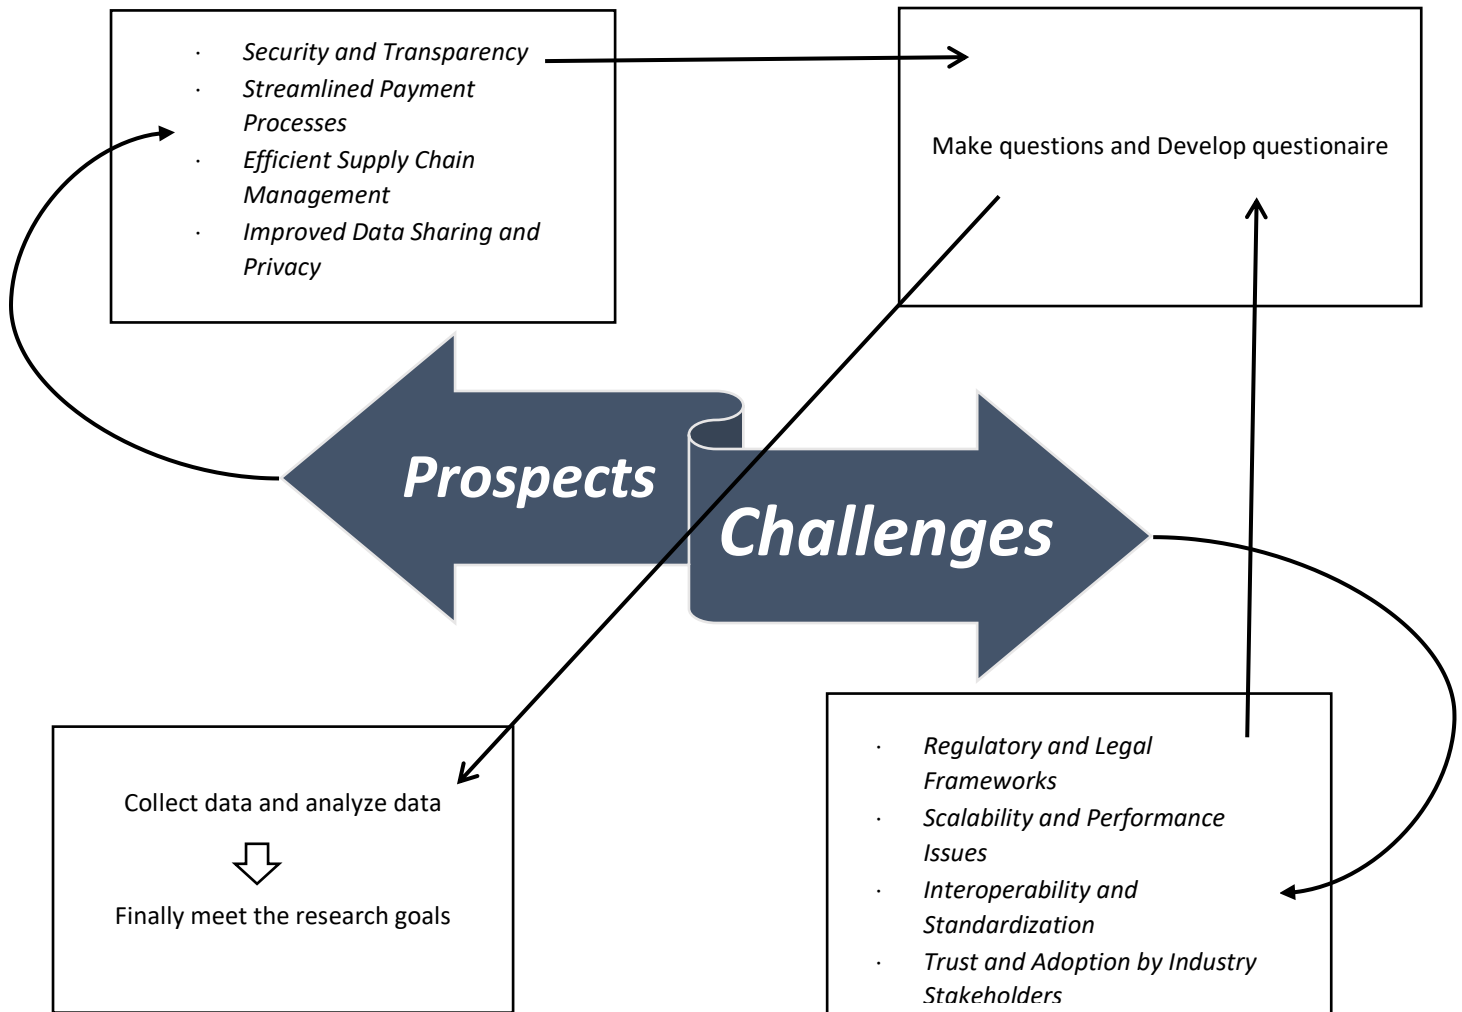 · Security and Transparency
· Streamlined Payment
Processes
· Efficient Supply Chain
Management
· Improved Data Sharing and
Privacy
Make questions and Develop questionaire
Prospects
Challenges
Collect data and analyze data
Finally meet the research goals
· Regulatory and Legal
Frameworks
· Scalability and Performance
Issues
· Interoperability and
Standardization
· Trust and Adoption by Industry
Stakeholders